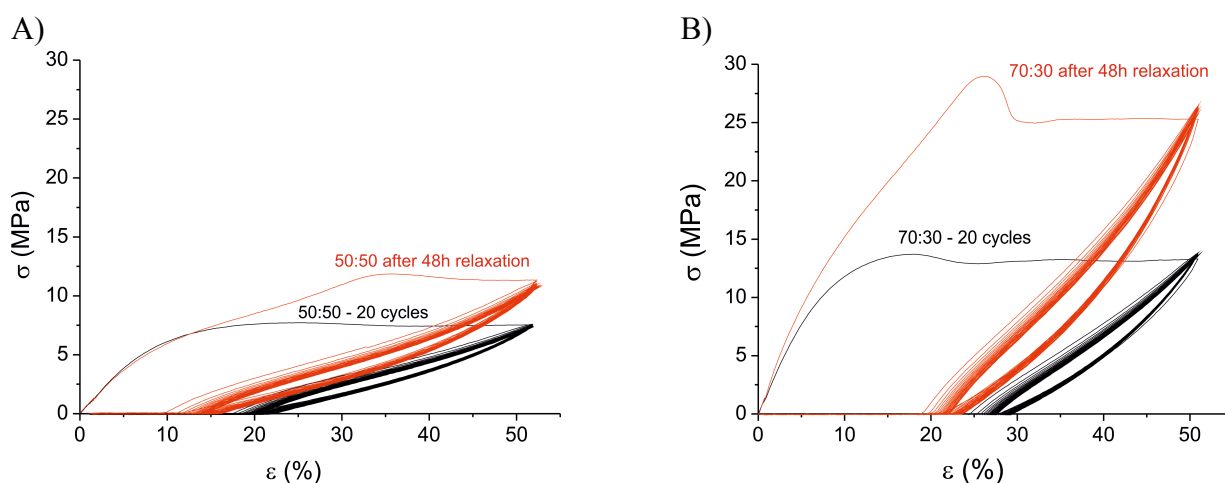 A)
30
25
20
15
10
5
0
σ (MPa)
50:50 after 48h relaxation
50:50 - 20 cycles
0 10 20 30 40 50
ε (%)
B)
30
25
20
15
10
5
0
σ (MPa)
70:30 after 48h relaxation
70:30 - 20 cycles
0 10 20 30 40 50
ε (%)